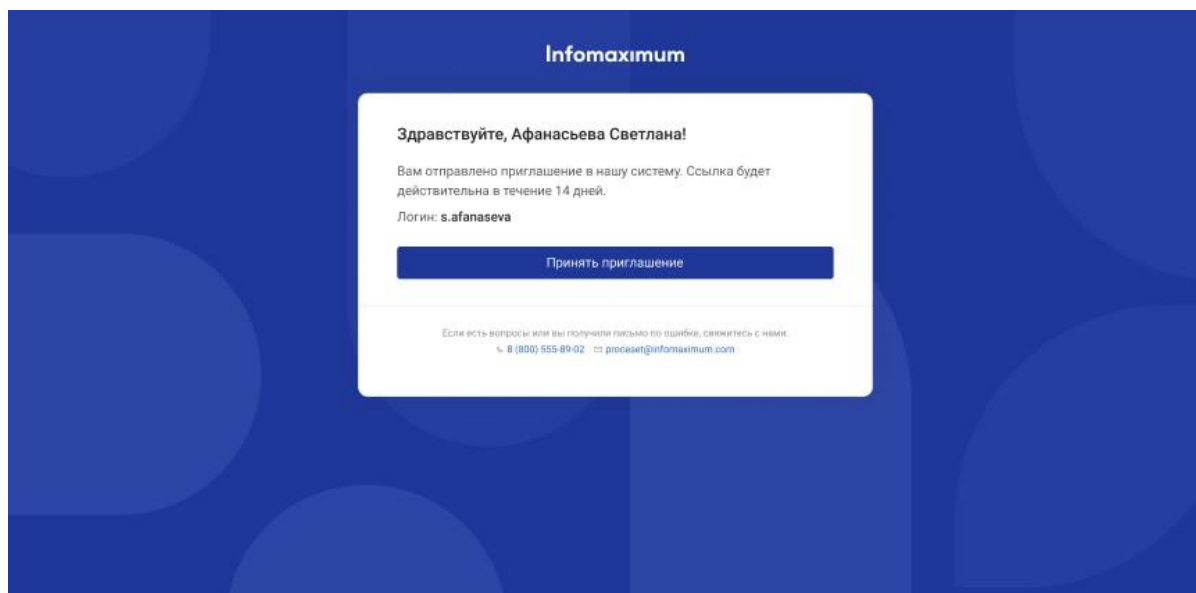 Infomaximum
Здравствуйте, Афанасьева Светлана!
Вам отправлено приглашение в нашу систему. Ссылка будет
действительна в течение 14 дней.
Логин: s.afanaseva
Принять приглашение
Если есть вопросы или вы получили письмо по ошибке, свяжитесь с нами:
8 (800) 555-89-02 proceset@infomaximum.com